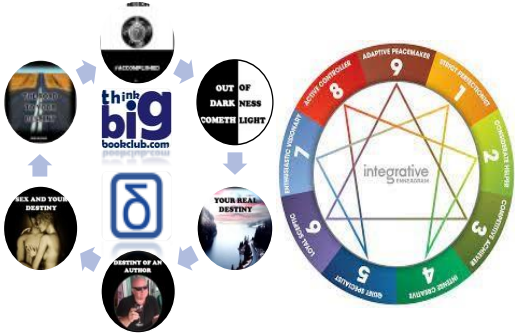 #ACCOMPLISHED
think
big
bookclub.com
OUT OF
DARK NESS
COMETH LIGHT
YOUR REAL
DESTINY
DESTINY OF AN
AUTHOR
SEX AND YOUR
DESTINY
THE ROAD
TO YOUR
DESTINY
δ
9 ADAPTIVE PEACEMAKER
1 STRICT PERFECTIONIST
2 CONSIDERATE HELPER
3 COMPETITIVE ACHIEVER
4 INTENSE CREATIVE
5 QUIET SPECIALIST
6 LOYAL SCEPTIC
7 ENTHUSIASTIC VISIONARY
8 ACTIVE CONTROLLER
integrative
ENNEAGRAM